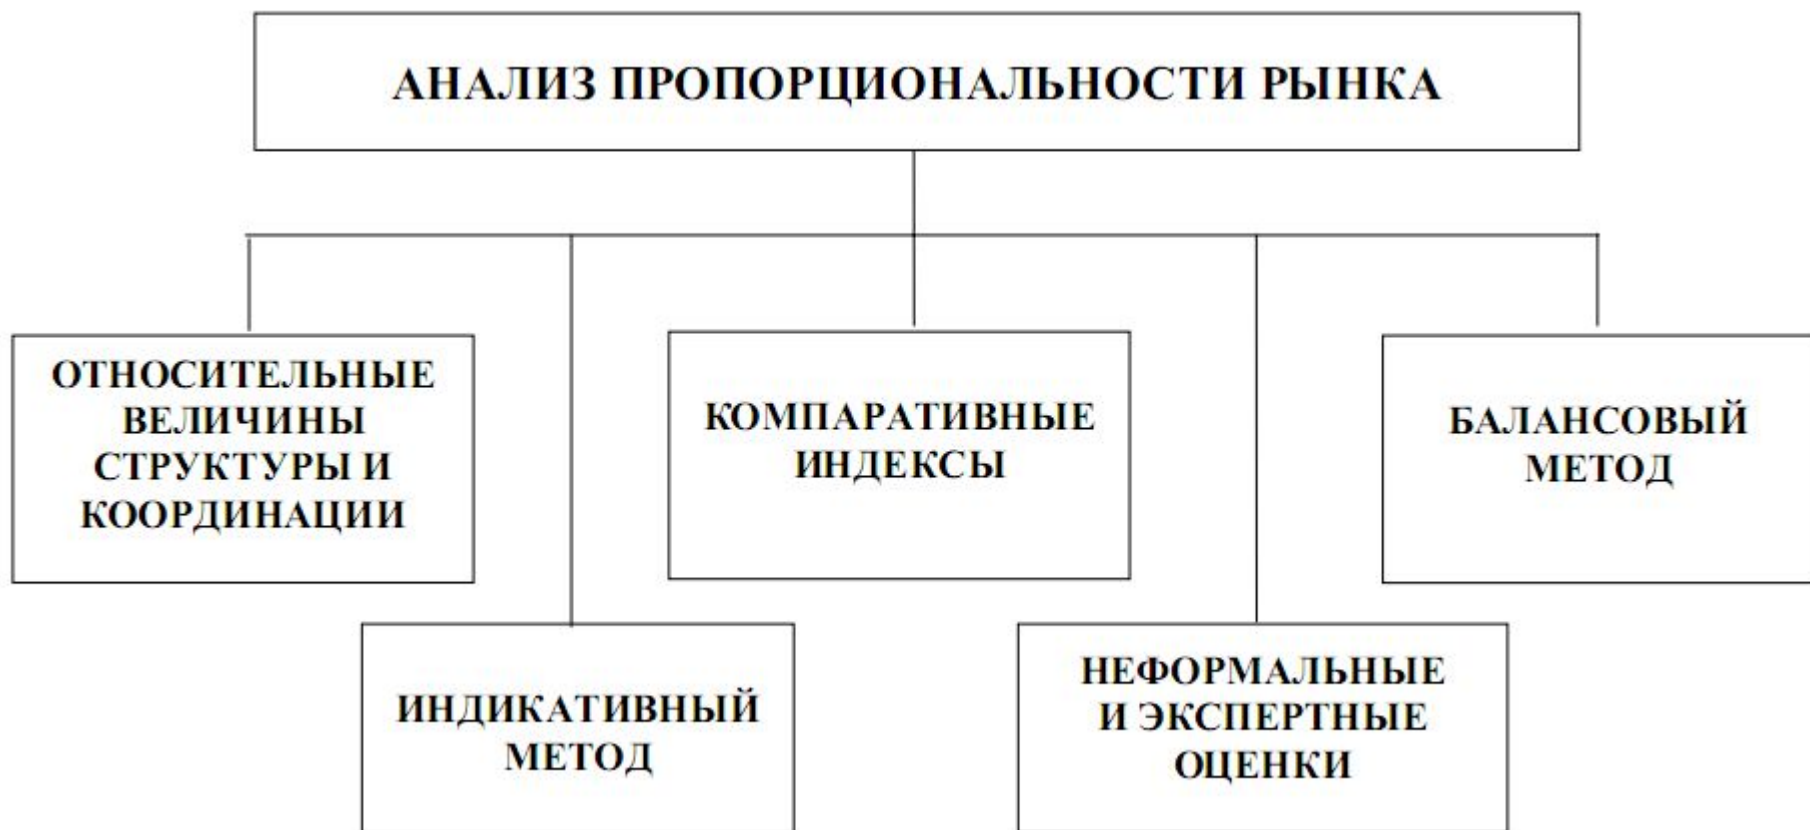 АНАЛИЗ ПРОПОРЦИОНАЛЬНОСТИ РЫНКА
ОТНОСИТЕЛЬНЫЕ
ВЕЛИЧИНЫ
СТРУКТУРЫ И
КООРДИНАЦИИ
КОМПАРАТИВНЫЕ
ИНДЕКСЫ
БАЛАНСОВЫЙ
МЕТОД
ИНДИКАТИВНЫЙ
МЕТОД
НЕФОРМАЛЬНЫЕ
И ЭКСПЕРТНЫЕ
ОЦЕНКИ